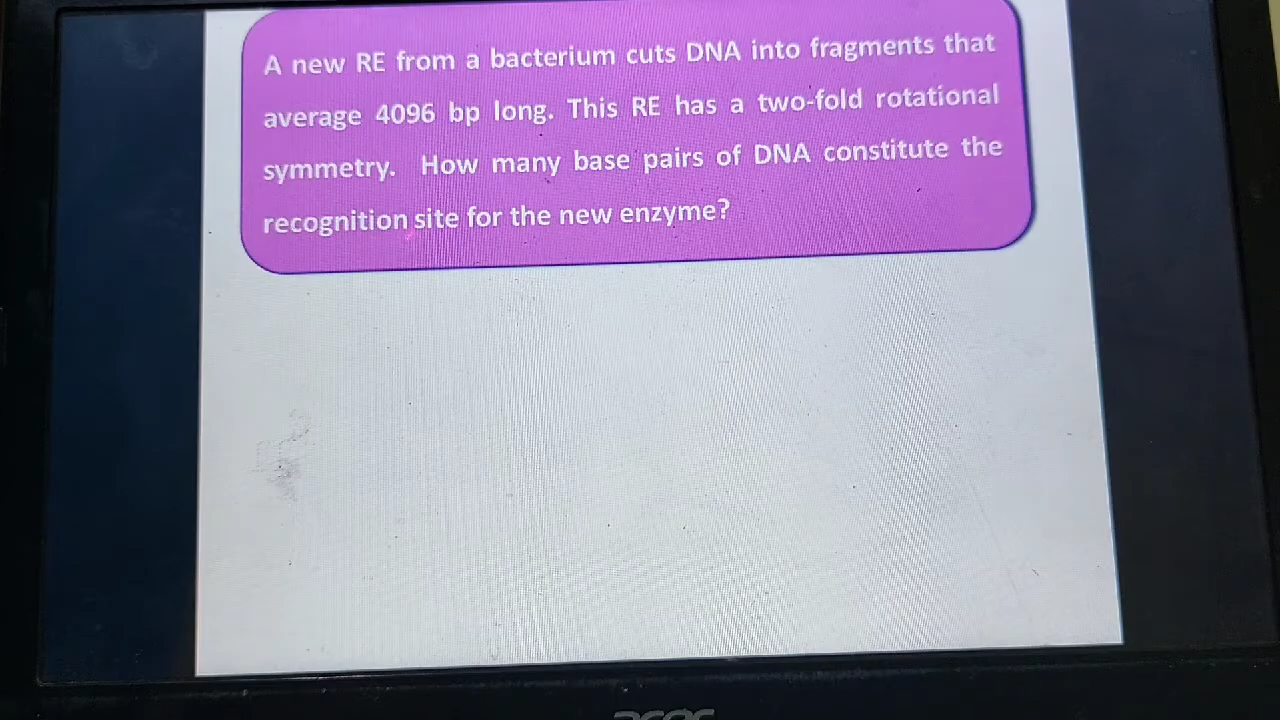 A new RE from a bacterium cuts DNA into fragments that
average 4096 bp long. This RE has a two-fold rotational
symmetry. How many base pairs of DNA constitute the
recognition site for the new enzyme?
acer